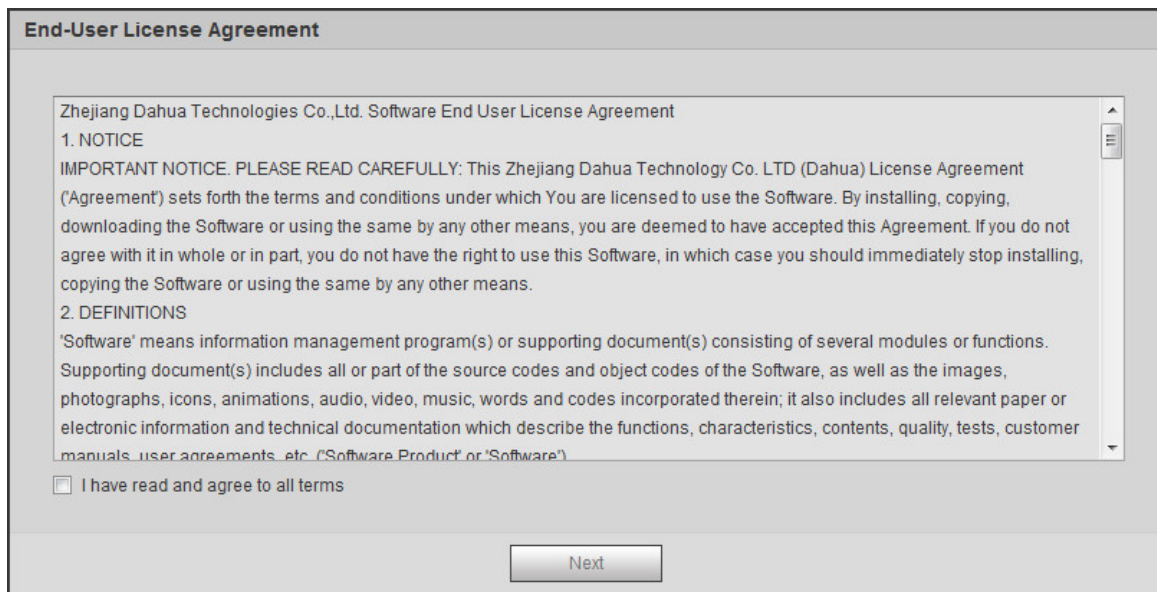 End-User License Agreement
Zhejiang Dahua Technologies Co.,Ltd. Software End User License Agreement
1. NOTICE
IMPORTANT NOTICE. PLEASE READ CAREFULLY: This Zhejiang Dahua Technology Co. LTD (Dahua) License Agreement
('Agreement') sets forth the terms and conditions under which You are licensed to use the Software. By installing, copying,
downloading the Software or using the same by any other means, you are deemed to have accepted this Agreement. If you do not
agree with it in whole or in part, you do not have the right to use this Software, in which case you should immediately stop installing,
copying the Software or using the same by any other means.
2. DEFINITIONS
'Software' means information management program(s) or supporting document(s) consisting of several modules or functions.
Supporting document(s) includes all or part of the source codes and object codes of the Software, as well as the images,
photographs, icons, animations, audio, video, music, words and codes incorporated therein; it also includes all relevant paper or
electronic information and technical documentation which describe the functions, characteristics, contents, quality, tests, customer
manuals, user agreements, etc. ('Software Product' or 'Software')
I have read and agree to all terms
Next